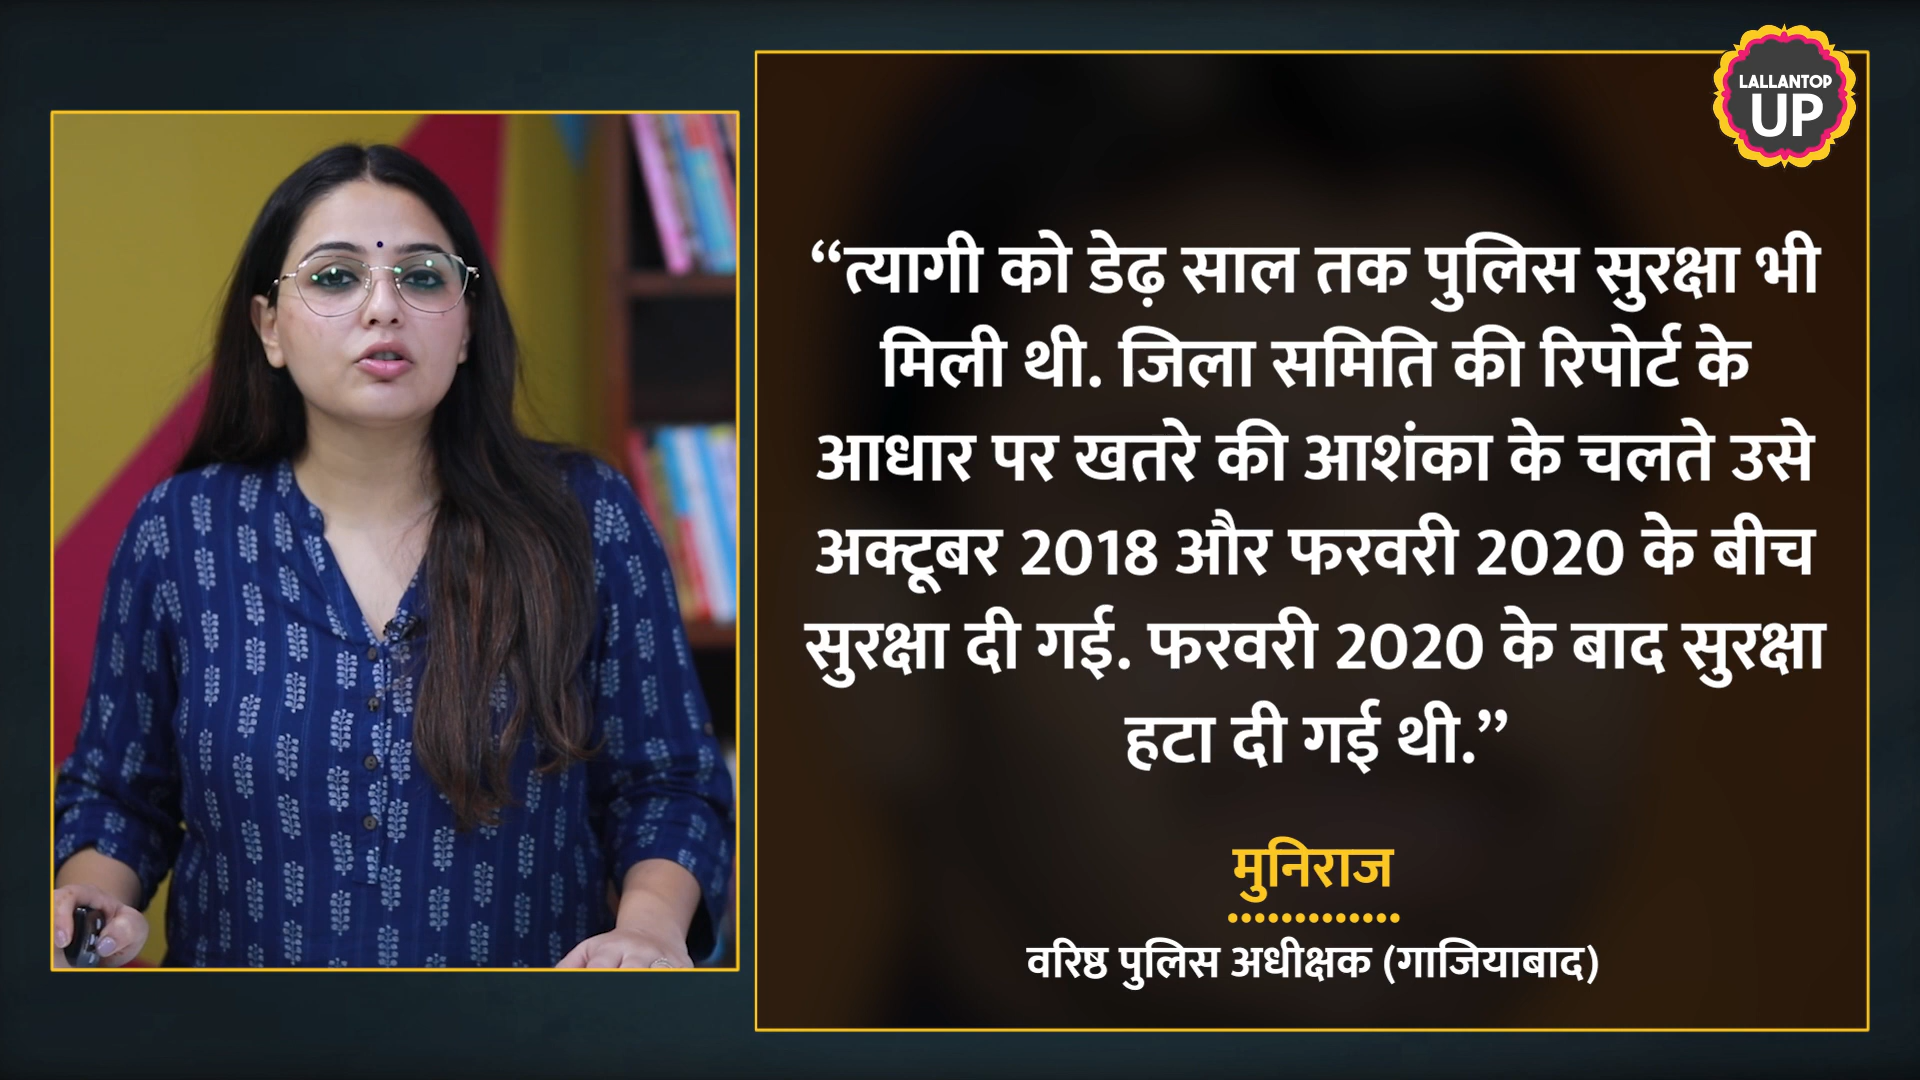 LALLANTOP
UP
“त्यागी को डेढ़ साल तक पुलिस सुरक्षा भी
मिली थी. जिला समिति की रिपोर्ट के
आधार पर खतरे की आशंका के चलते उसे
अक्टूबर 2018 और फरवरी 2020 के बीच
सुरक्षा दी गई. फरवरी 2020 के बाद सुरक्षा
हटा दी गई थी.”
मुनिराज
वरिष्ठ पुलिस अधीक्षक (गाजियाबाद)